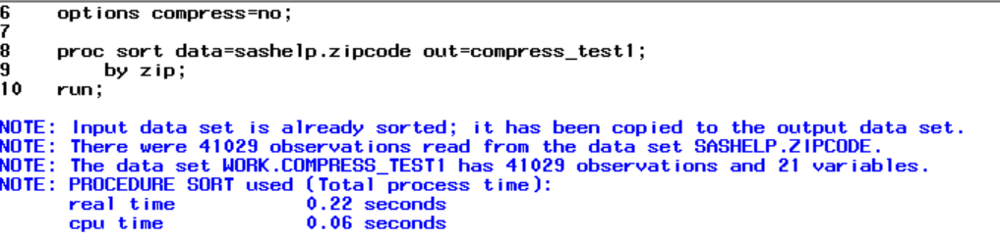 6 options compress=no;
7
8 proc sort data=sashelp.zipcode out=compress_test1;
9 by zip;
10 run;
NOTE: Input data set is already sorted; it has been copied to the output data set.
NOTE: There were 41029 observations read from the data set SASHELP.ZIPCODE.
NOTE: The data set WORK.COMPRESS_TEST1 has 41029 observations and 21 variables.
NOTE: PROCEDURE SORT used (Total process time):
real time 0.22 seconds
cpu time 0.06 seconds